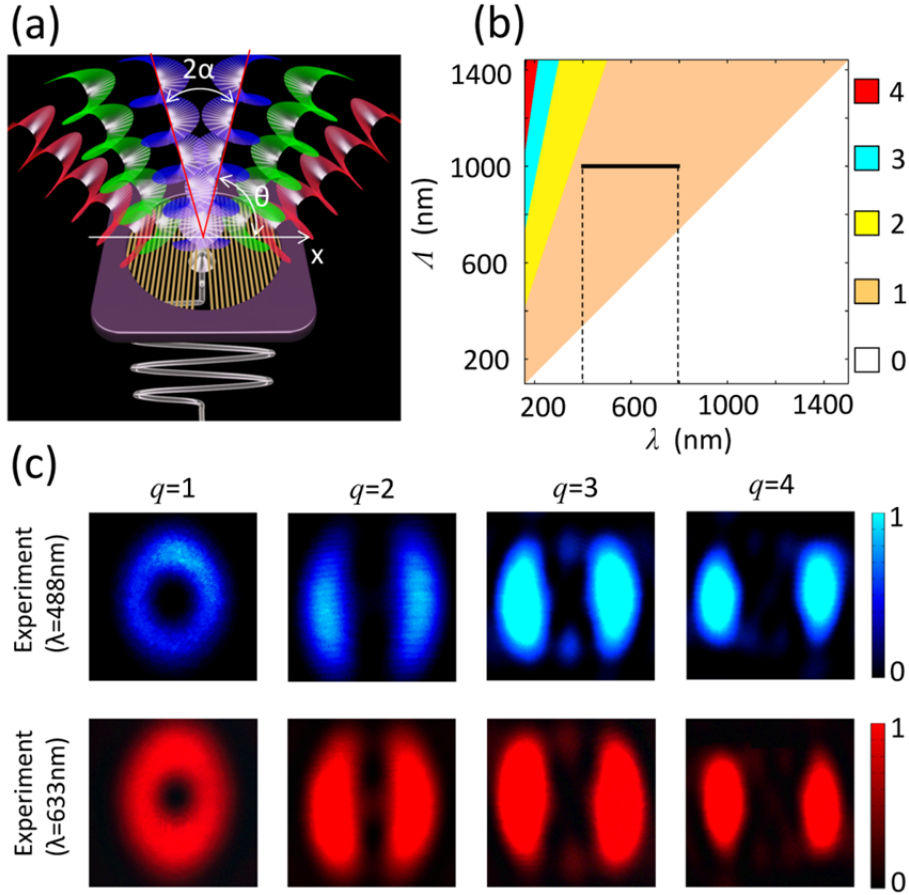 (a)
2α
θ
x
(b)
1400
1000
600
200
Λ (nm)
200 600 1000 1400
λ (nm)
4
3
2
1
0
(c)
q=1 q=2 q=3 q=4
Experiment
(λ=488nm)
1
0
Experiment
(λ=633nm)
1
0